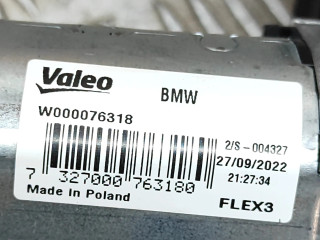 Valeo BMW
W000076318
2/S-004327
27/09/2022
21:27:34
7 327000 763180
Made in Poland
FLEX3